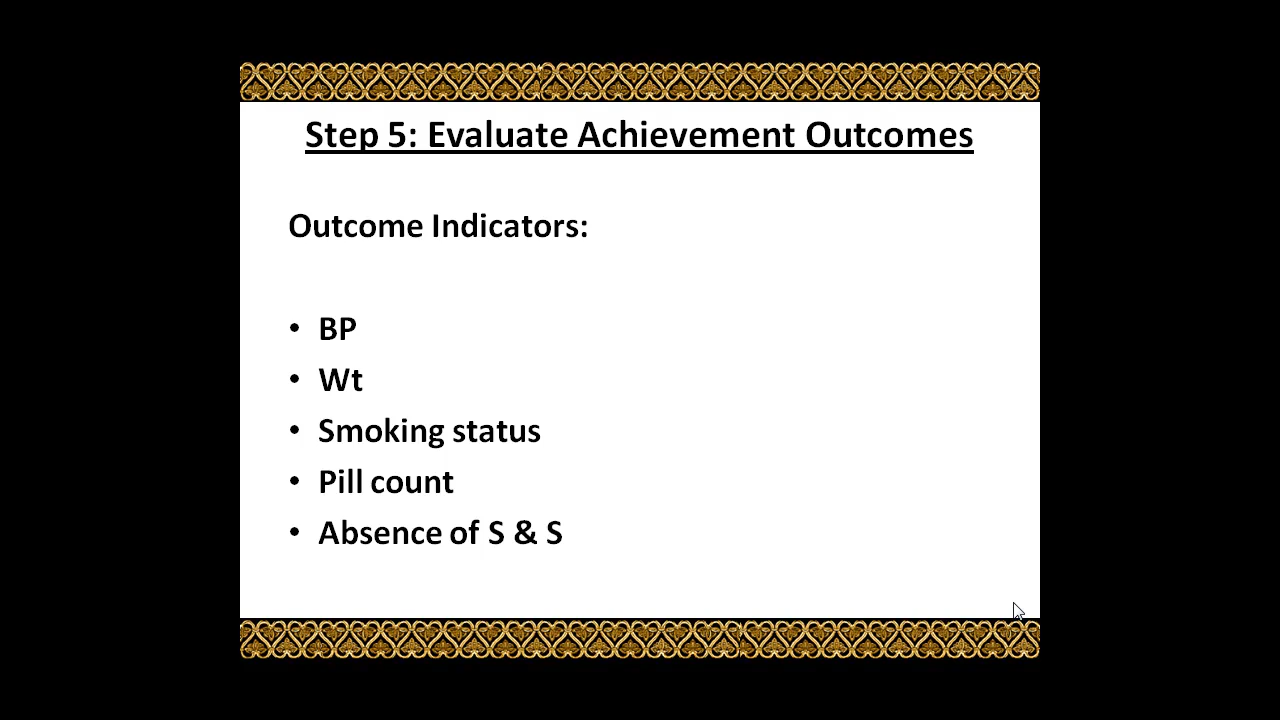 Step 5: Evaluate Achievement Outcomes
Outcome Indicators:
• BP
• Wt
• Smoking status
• Pill count
• Absence of S & S